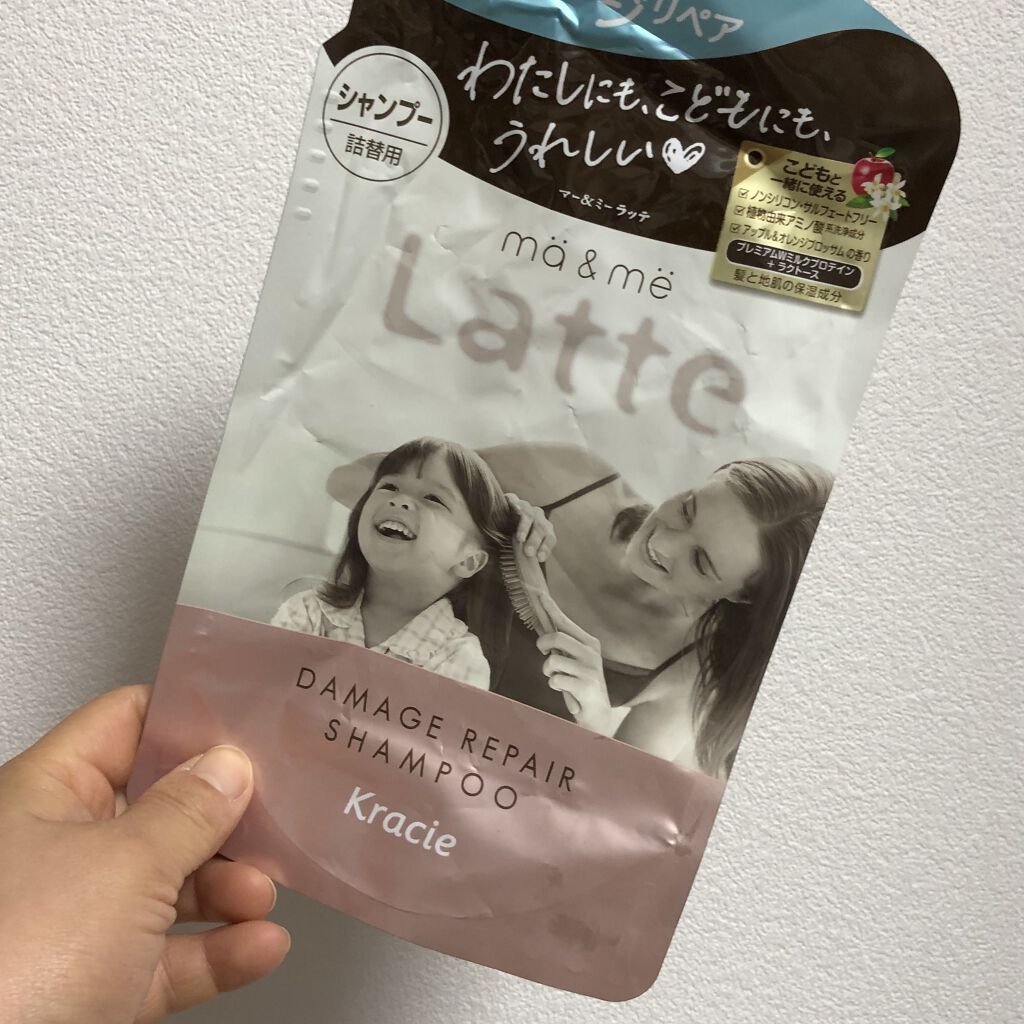 ジリペア
わたしにも、こどもにも、
うれしい
シャンプー
詰替用
マー&ミー ラッテ
mä & më
Latte
こどもと
一緒に使える
ノンシリコン・サルフェートフリー
植物由来アミノ酸系洗浄成分
アップル&オレンジブロッサムの香り
プレミアムWミルクプロテイン
+ ラクトース
髪と地肌の保湿成分
DAMAGE REPAIR
SHAMPOO
Kracie